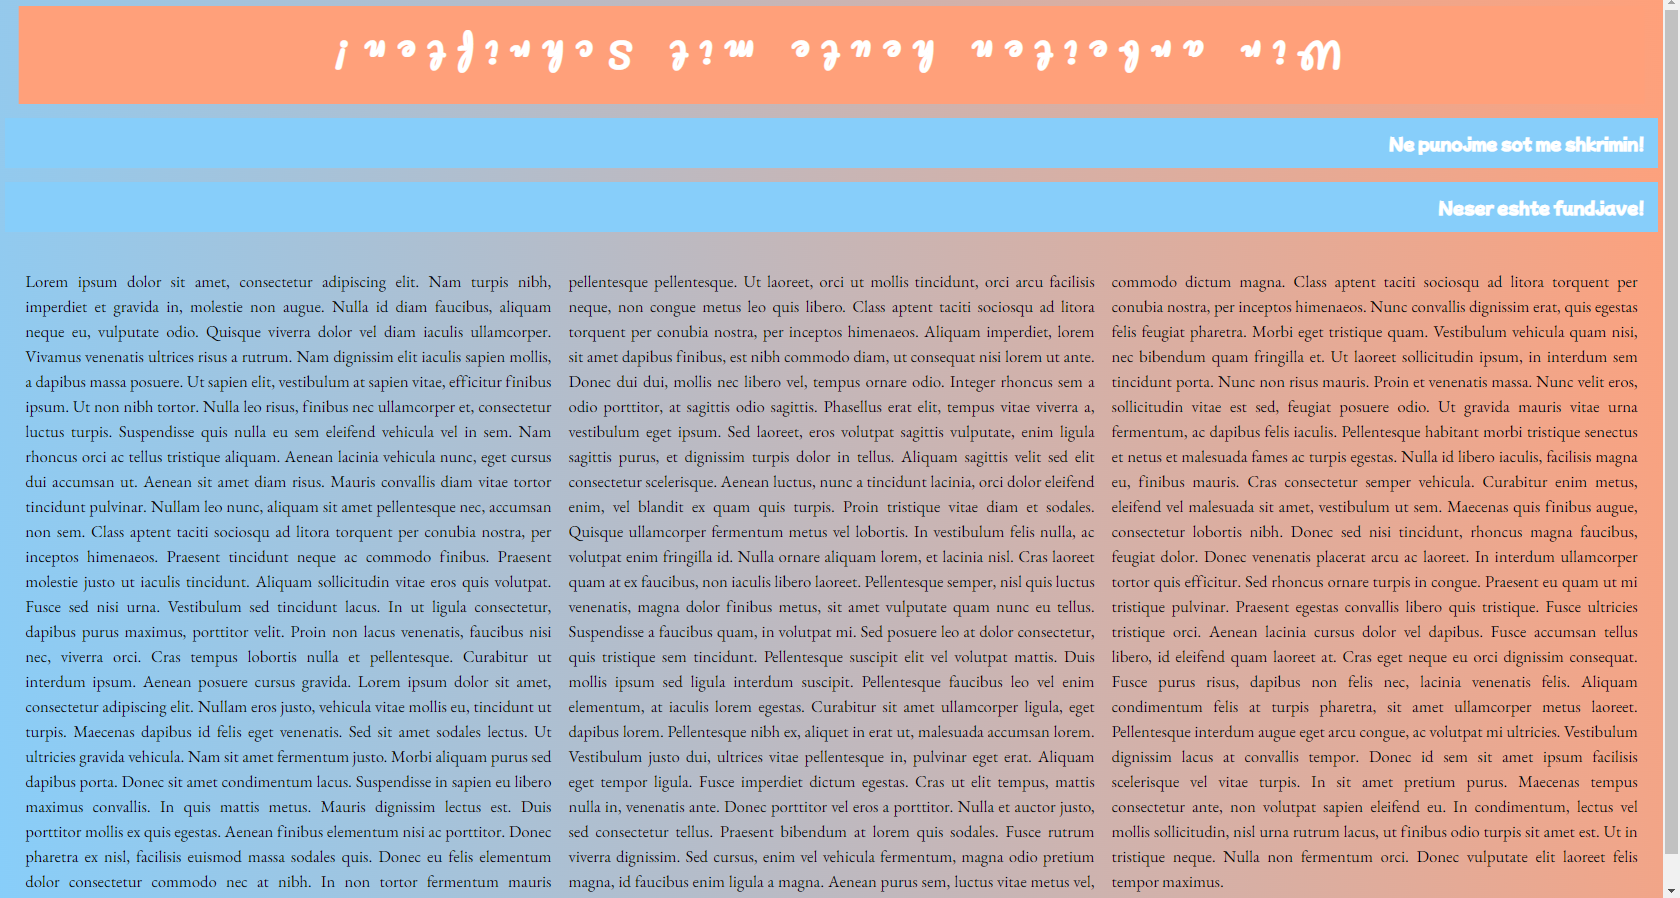 Wir arbeiten heute mit Schriften!
Ne punojme sot me shkrimin!
Neser eshte fundjave!
Lorem ipsum dolor sit amet, consectetur adipiscing elit. Nam turpis nibh,
imperdiet et gravida in, molestie non augue. Nulla id diam faucibus, aliquam
neque eu, vulputate odio. Quisque viverra dolor vel diam iaculis ullamcorper.
Vivamus venenatis ultrices risus a rutrum. Nam dignissim elit iaculis sapien mollis,
a dapibus massa posuere. Ut sapien elit, vestibulum at sapien vitae, efficitur finibus
ipsum. Ut non nibh tortor. Nulla leo risus, finibus nec ullamcorper et, consectetur
luctus turpis. Suspendisse quis nulla eu sem eleifend vehicula vel in sem. Nam
rhoncus orci ac tellus tristique aliquam. Aenean lacinia vehicula nunc, eget cursus
dui accumsan ut. Aenean sit amet diam risus. Mauris convallis diam vitae tortor
tincidunt pulvinar. Nullam leo nunc, aliquam sit amet pellentesque nec, accumsan
non sem. Class aptent taciti sociosqu ad litora torquent per conubia nostra, per
inceptos himenaeos. Praesent tincidunt neque ac commodo finibus. Praesent
molestie justo ut iaculis tincidunt. Aliquam sollicitudin vitae eros quis volutpat.
Fusce sed nisi urna. Vestibulum sed tincidunt lacus. In ut ligula consectetur,
dapibus purus maximus, porttitor velit. Proin non lacus venenatis, faucibus nisi
nec, viverra orci. Cras tempus lobortis nulla et pellentesque. Curabitur ut
interdum ipsum. Aenean posuere cursus gravida. Lorem ipsum dolor sit amet,
consectetur adipiscing elit. Nullam eros justo, vehicula vitae mollis eu, tincidunt ut
turpis. Maecenas dapibus id felis eget venenatis. Sed sit amet sodales lectus. Ut
ultricies gravida vehicula. Nam sit amet fermentum justo. Morbi aliquam purus sed
dapibus porta. Donec sit amet condimentum lacus. Suspendisse in sapien eu libero
maximus convallis. In quis mattis metus. Mauris dignissim lectus est. Duis
porttitor mollis ex quis egestas. Aenean finibus elementum nisi ac porttitor. Donec
pharetra ex nisl, facilisis euismod massa sodales quis. Donec eu felis elementum
dolor consectetur commodo nec at nibh. In non tortor fermentum mauris
pellentesque pellentesque. Ut laoreet, orci ut mollis tincidunt, orci arcu facilisis
neque, non congue metus leo quis libero. Class aptent taciti sociosqu ad litora
torquent per conubia nostra, per inceptos himenaeos. Aliquam imperdiet, lorem
sit amet dapibus finibus, est nibh commodo diam, ut consequat nisi lorem ut ante.
Donec dui dui, mollis nec libero vel, tempus ornare odio. Integer rhoncus sem a
odio porttitor, at sagittis odio sagittis. Phasellus erat elit, tempus vitae viverra a,
vestibulum eget ipsum. Sed laoreet, eros volutpat sagittis vulputate, enim ligula
sagittis purus, et dignissim turpis dolor in tellus. Aliquam sagittis velit sed elit
consectetur scelerisque. Aenean luctus, nunc a tincidunt lacinia, orci dolor eleifend
enim, vel blandit ex quam quis turpis. Proin tristique vitae diam et sodales.
Quisque ullamcorper fermentum metus vel lobortis. In vestibulum felis nulla, ac
volutpat enim fringilla id. Nulla ornare aliquam lorem, et lacinia nisl. Cras laoreet
quam at ex faucibus, non iaculis libero laoreet. Pellentesque semper, nisl quis luctus
venenatis, magna dolor finibus metus, sit amet vulputate quam nunc eu tellus.
Suspendisse a faucibus quam, in volutpat mi. Sed posuere leo at dolor consectetur,
quis tristique sem tincidunt. Pellentesque suscipit elit vel volutpat mattis. Duis
mollis ipsum sed ligula interdum suscipit. Pellentesque faucibus leo vel enim
elementum, at iaculis lorem egestas. Curabitur sit amet ullamcorper ligula, eget
dapibus lorem. Pellentesque nibh ex, aliquet in erat ut, malesuada accumsan lorem.
Vestibulum justo dui, ultrices vitae pellentesque in, pulvinar eget erat. Aliquam
eget tempor ligula. Fusce imperdiet dictum egestas. Cras ut elit tempus, mattis
nulla in, venenatis ante. Donec porttitor vel eros a porttitor. Nulla et auctor justo,
sed consectetur tellus. Praesent bibendum at lorem quis sodales. Fusce rutrum
viverra dignissim. Sed cursus, enim vel vehicula fermentum, magna odio pretium
magna, id faucibus enim ligula a magna. Aenean purus sem, luctus vitae metus vel,
commodo dictum magna. Class aptent taciti sociosqu ad litora torquent per
conubia nostra, per inceptos himenaeos. Nunc convallis dignissim erat, quis egestas
felis feugiat pharetra. Morbi eget tristique quam. Vestibulum vehicula quam nisi,
nec bibendum quam fringilla et. Ut laoreet sollicitudin ipsum, in interdum sem
tincidunt porta. Nunc non risus mauris. Proin et venenatis massa. Nunc velit eros,
sollicitudin vitae est sed, feugiat posuere odio. Ut gravida mauris vitae urna
fermentum, ac dapibus felis iaculis. Pellentesque habitant morbi tristique senectus
et netus et malesuada fames ac turpis egestas. Nulla id libero iaculis, facilisis magna
eu, finibus mauris. Cras consectetur semper vehicula. Curabitur enim metus,
eleifend vel malesuada sit amet, vestibulum ut sem. Maecenas quis finibus augue,
consectetur lobortis nibh. Donec sed nisi tincidunt, rhoncus magna faucibus,
feugiat dolor. Donec venenatis placerat arcu ac laoreet. In interdum ullamcorper
tortor quis efficitur. Sed rhoncus ornare turpis in congue. Praesent eu quam ut mi
tristique pulvinar. Praesent egestas convallis libero quis tristique. Fusce ultricies
tristique orci. Aenean lacinia cursus dolor vel dapibus. Fusce accumsan tellus
libero, id eleifend quam laoreet at. Cras eget neque eu orci dignissim consequat.
Fusce purus risus, dapibus non felis nec, lacinia venenatis felis. Aliquam
condimentum felis at turpis pharetra, sit amet ullamcorper metus laoreet.
Pellentesque interdum augue eget arcu congue, ac volutpat mi ultricies. Vestibulum
dignissim lacus at convallis tempor. Donec id sem sit amet ipsum facilisis
scelerisque vel vitae turpis. In sit amet pretium purus. Maecenas tempus
consectetur ante, non volutpat sapien eleifend eu. In condimentum, lectus vel
mollis sollicitudin, nisl urna rutrum lacus, ut finibus odio turpis sit amet est. Ut in
tristique neque. Nulla non fermentum orci. Donec vulputate elit laoreet felis
tempor maximus.